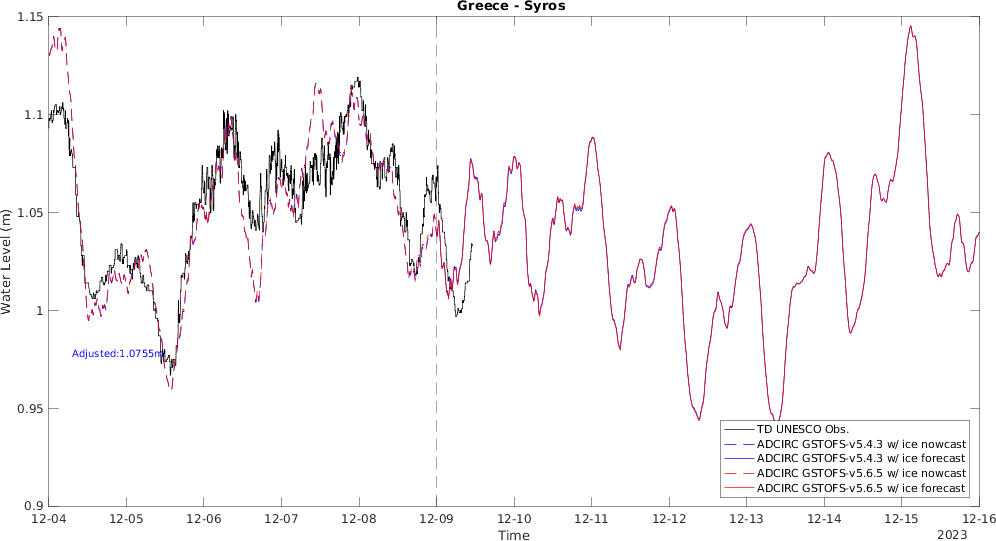 Greece - Syros
1.15
1.1
1.05
1
0.95
0.9
Water Level (m)
Adjusted:1.0755m
TD UNESCO Obs.
ADCIRC GSTOFS-v5.4.3 w/ ice nowcast
ADCIRC GSTOFS-v5.4.3 w/ ice forecast
ADCIRC GSTOFS-v5.6.5 w/ ice nowcast
ADCIRC GSTOFS-v5.6.5 w/ ice forecast
12-04 12-05 12-06 12-07 12-08 12-09 12-10 12-11 12-12 12-13 12-14 12-15 12-16
Time
2023